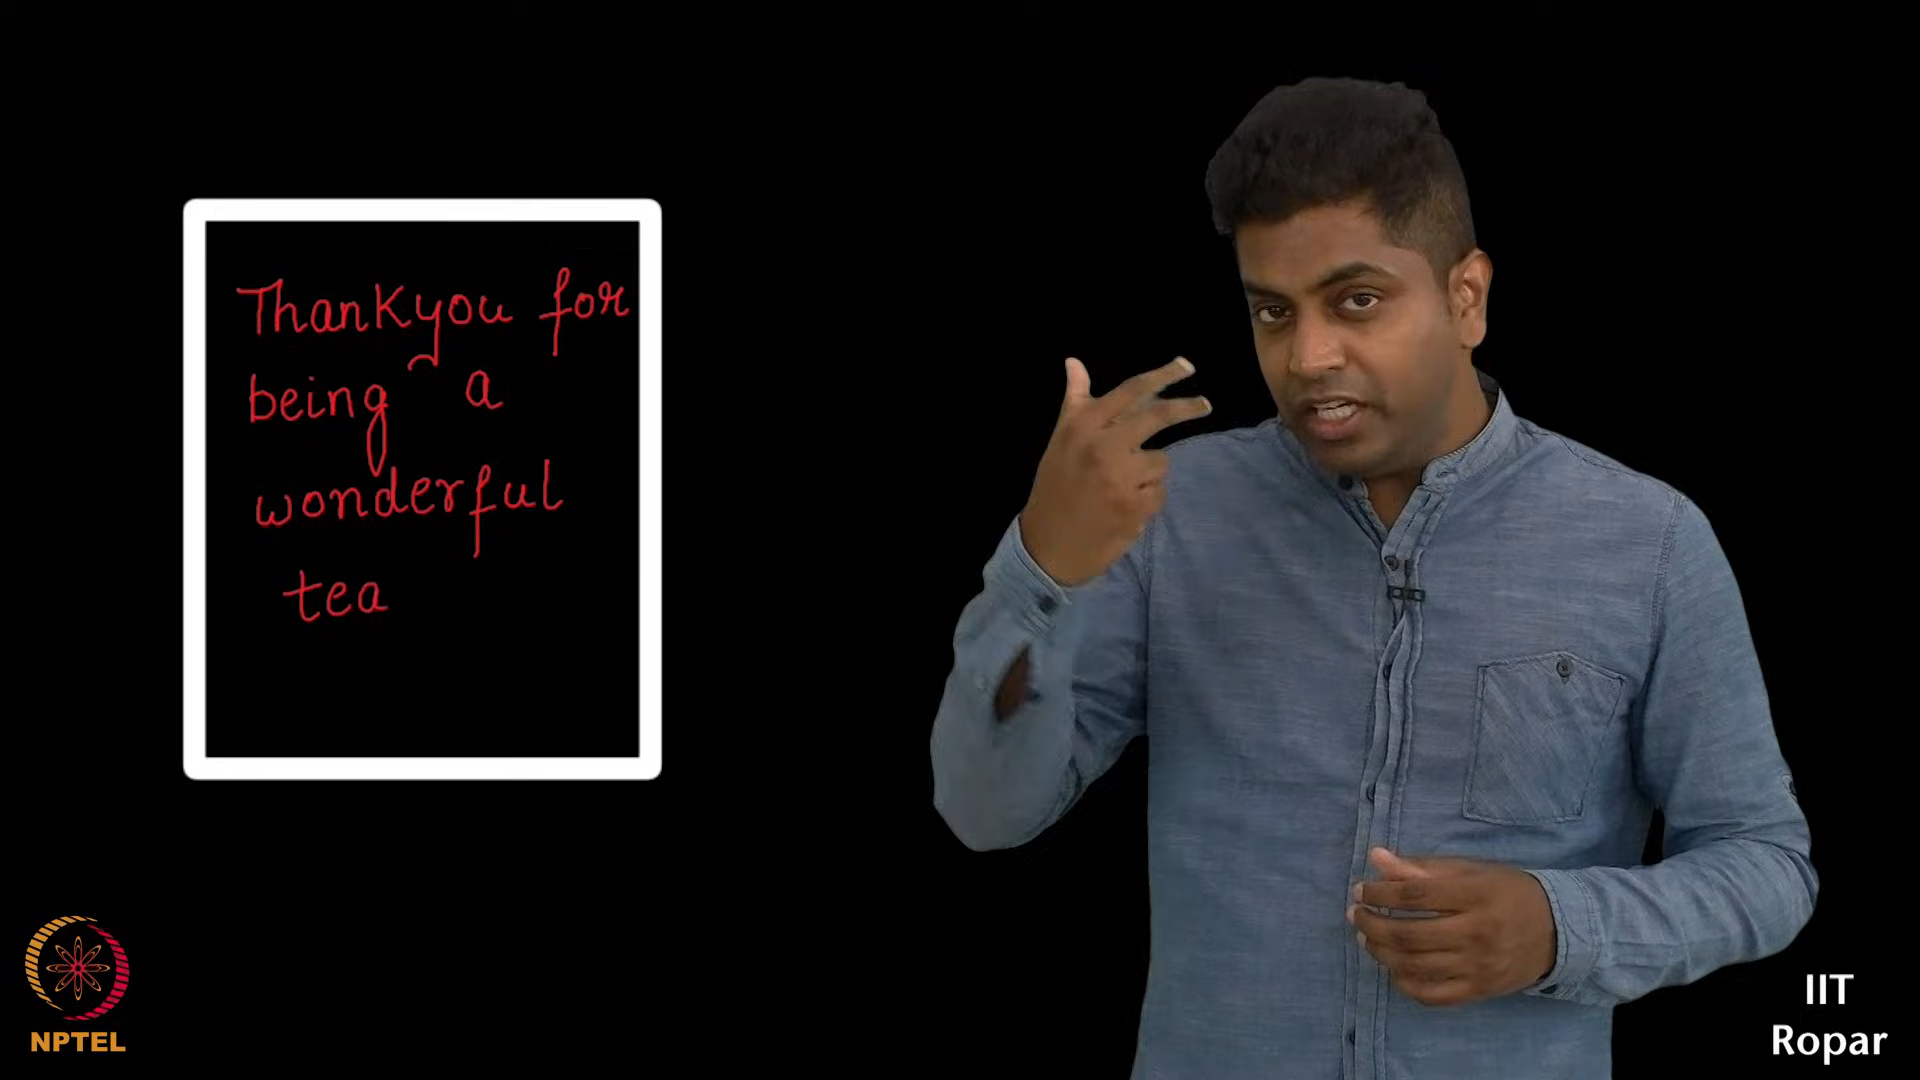 Thankyou for
being a
wonderful
tea
NPTEL
IIT
Ropar